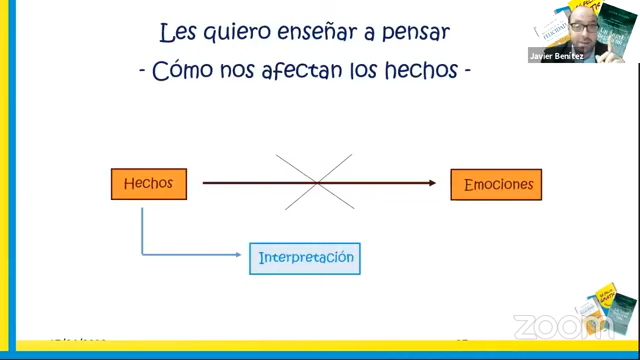 Les quiero enseñar a pensar
- Cómo nos afectan los hechos -
Javier Benítez
Hechos
Emociones
Interpretación
zoom